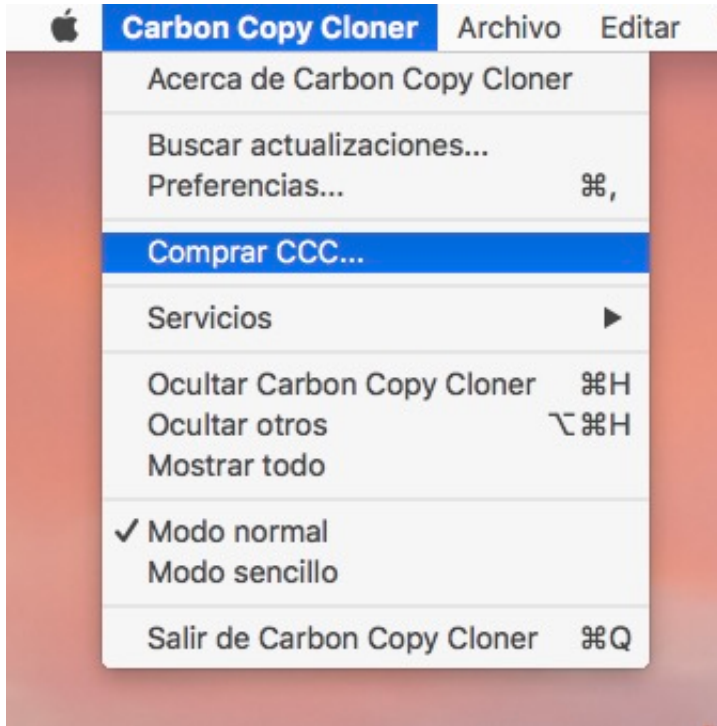 Carbon Copy Cloner Archivo Editar
Acerca de Carbon Copy Cloner
Buscar actualizaciones...
Preferencias... ⌘,
Comprar CCC...
Servicios ▶
Ocultar Carbon Copy Cloner ⌘H
Ocultar otros ⌥⌘H
Mostrar todo
✓ Modo normal
Modo sencillo
Salir de Carbon Copy Cloner ⌘Q